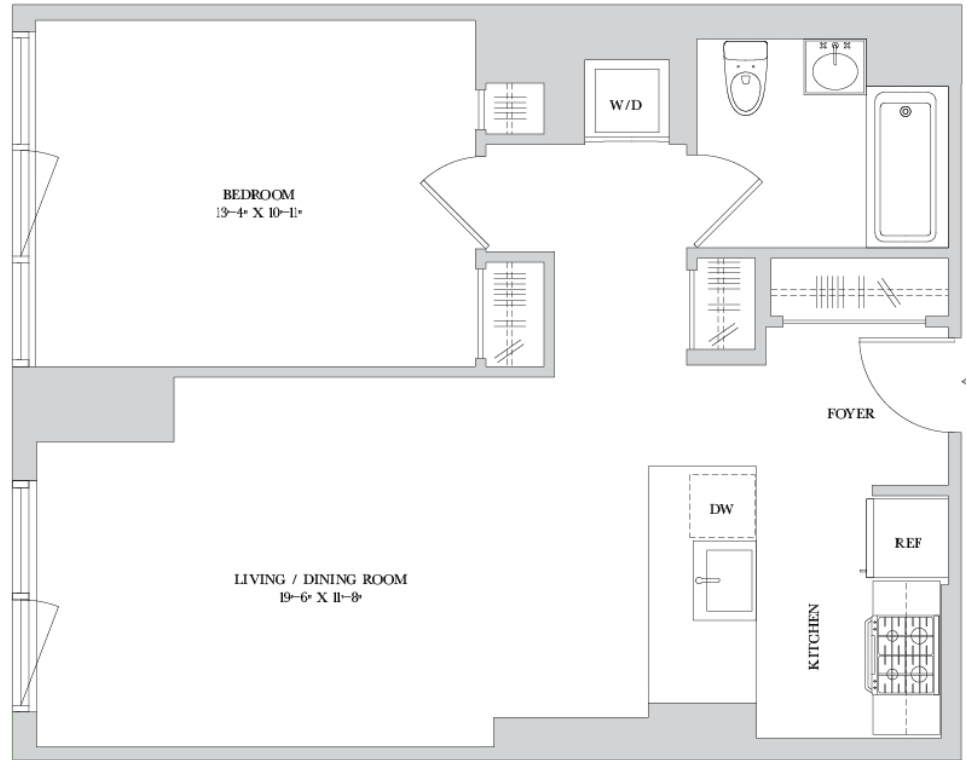 W/D
BEDROOM
13'-4" X 10'-11"
FOYER
DW
REF
LIVING / DINING ROOM
19'-6" X 11'-8"
KITCHEN